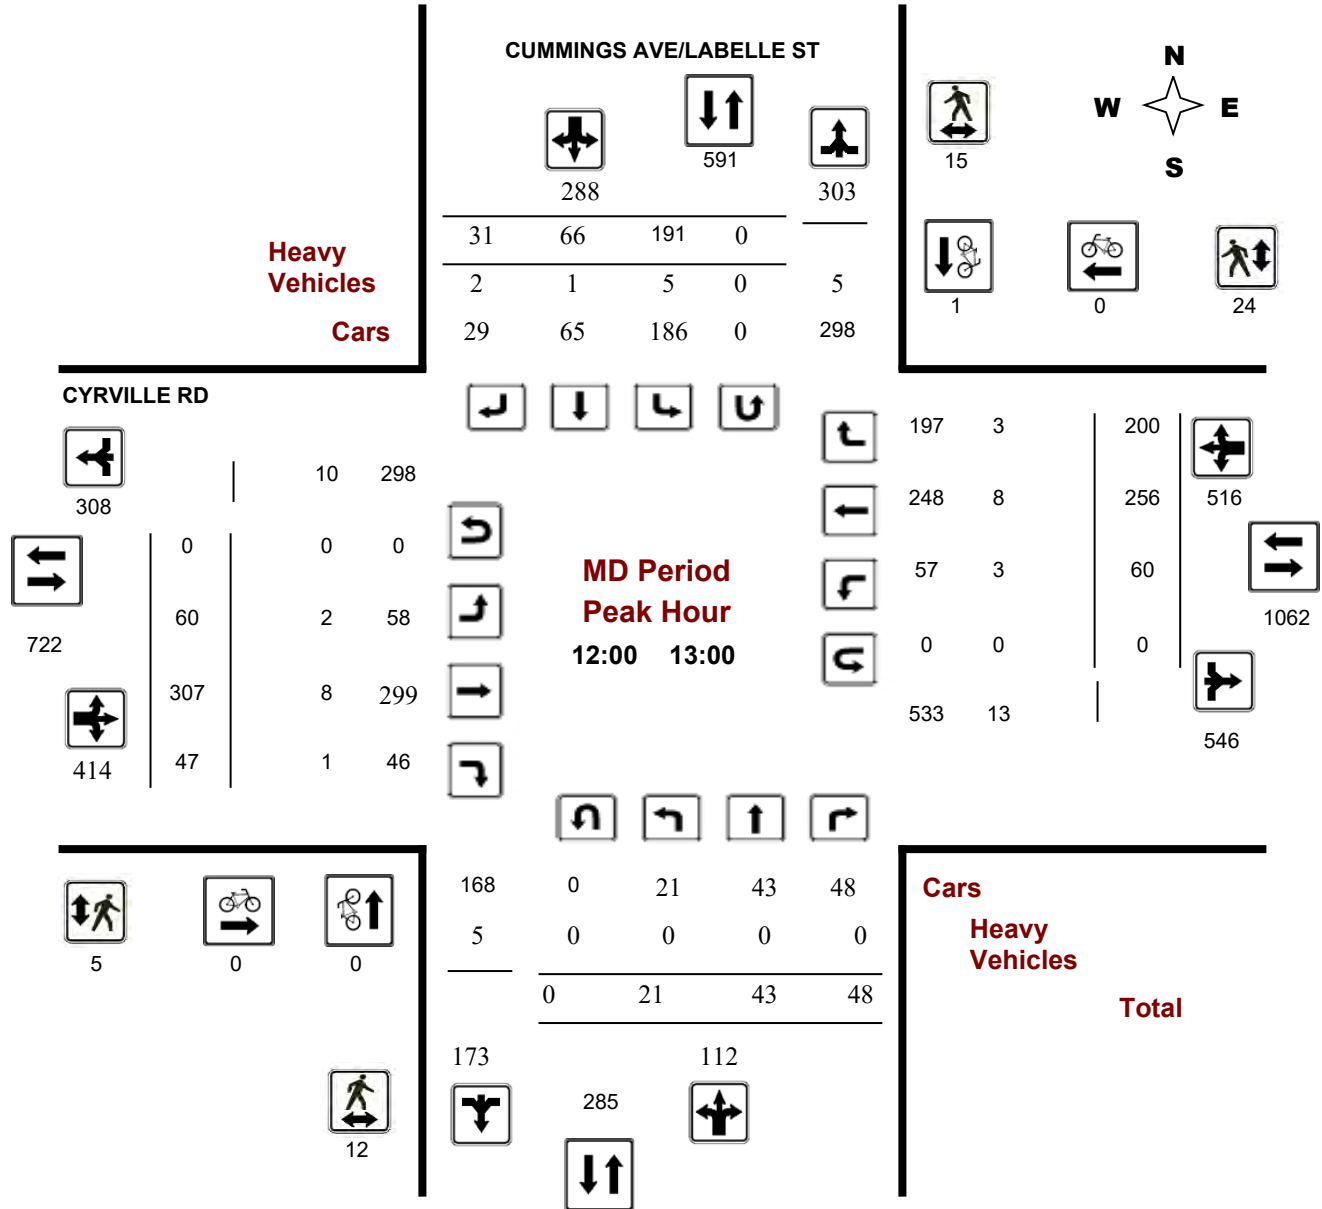 CUMMINGS AVE/LABELLE ST
N
W E
S
591
15
288 303
31 66 191 0
Heavy
Vehicles
2 1 5 0 5
1 0 24
Cars
29 65 186 0 298
CYRVILLE RD
197 3 200
10 298
308
248 8 256 516
0 0 0
MD Period
57 3 60
Peak Hour
60 2 58
1062
722
12:00 13:00
0 0 0
307 8 299
533 13
546
414 47 1 46
168 0 21 43 48
Cars
5 0 0 0 0
Heavy
Vehicles
5 0 0
0 21 43 48
Total
173 112
285
12